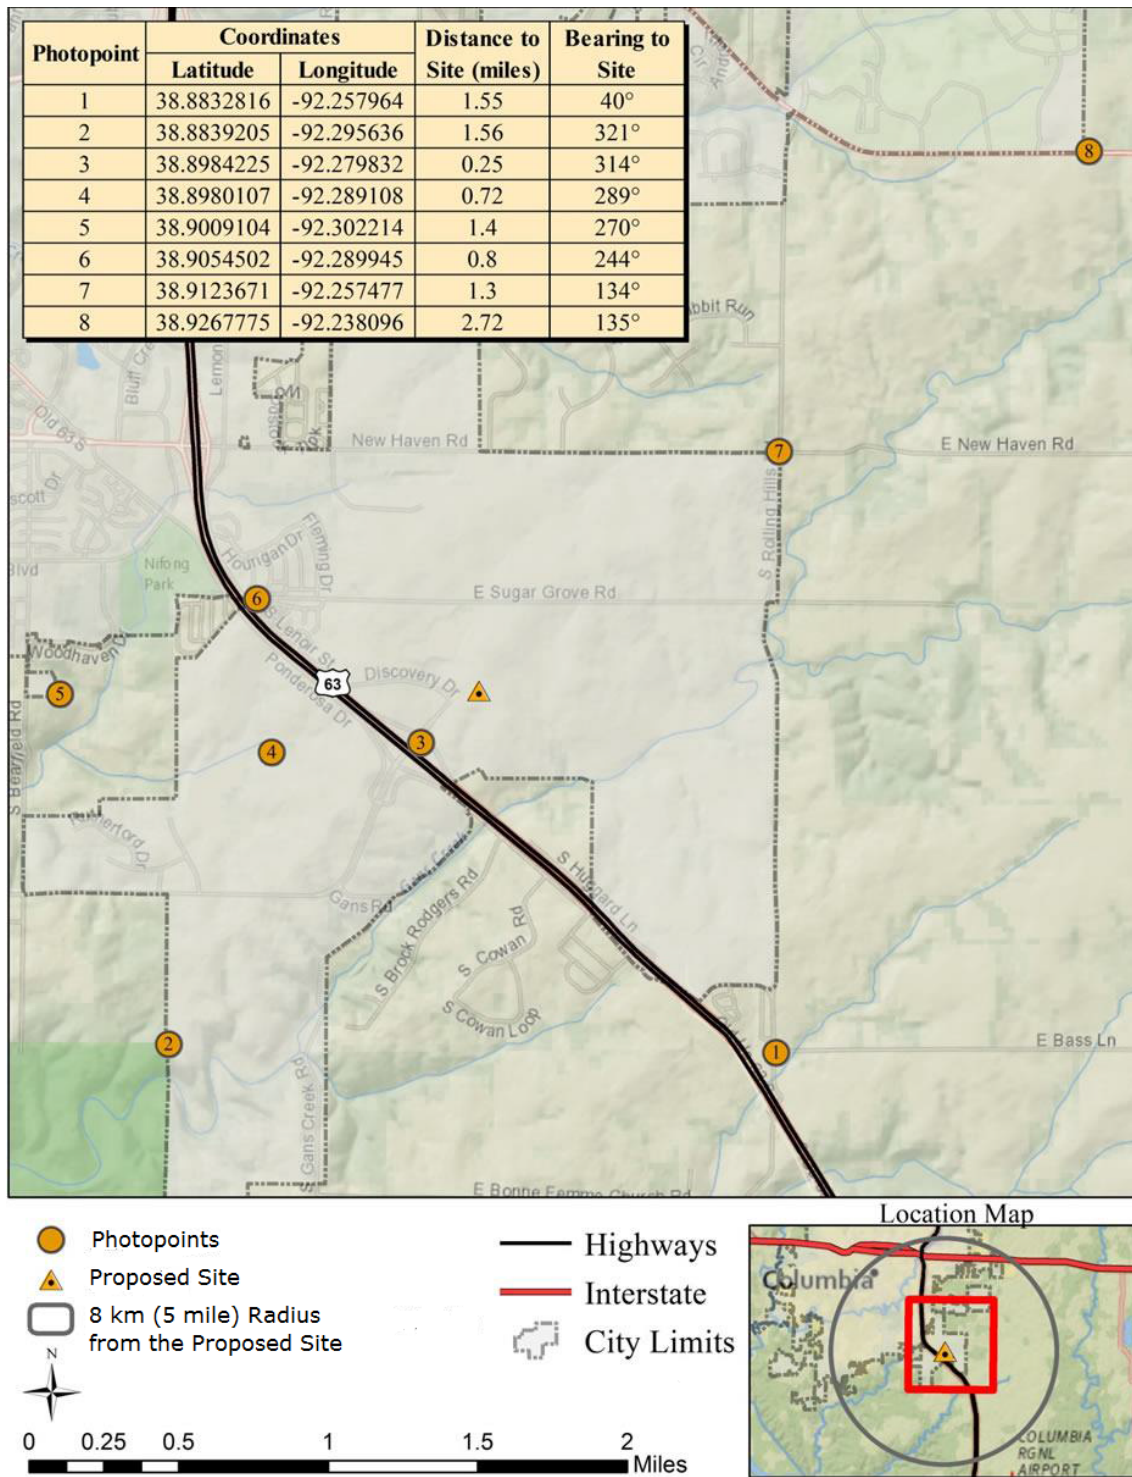 Photopoint Coordinates Distance to Site (miles) Bearing to Site
Latitude Longitude
1 38.8832816 -92.257964 1.55 40°
2 38.8839205 -92.295636 1.56 321°
3 38.8984225 -92.279832 0.25 314°
4 38.8980107 -92.289108 0.72 289°
5 38.9009104 -92.302214 1.4 270°
6 38.9054502 -92.289945 0.8 244°
7 38.9123671 -92.257477 1.3 134°
8 38.9267775 -92.238096 2.72 135°
8
Bluff Cre
Lemon
Old 63 S
New Haven Rd
E New Haven Rd
7
S Rolling Hills
scott Dr
Blvd
Nifong
Park
Hourigan Dr
Fleming Dr
6
E Sugar Grove Rd
S Lenoir St
Woodhaven D
Discovery Dr
63
5
Ponderosa Dr
3
4
S Bearfield Rd
Gans Creek
Gans Rd
S Huggard Ln
S Brock Rodgers Rd
S Cowan Rd
S Cowan Loop
2
1
E Bass Ln
S Gans Creek Rd
E Bonne Femme Church Rd
Photopoints
Proposed Site
8 km (5 mile) Radius
from the Proposed Site
N
Highways
Interstate
City Limits
Location Map
Columbia
COLUMBIA
RGNL
AIRPORT
0 0.25 0.5 1 1.5 2
Miles